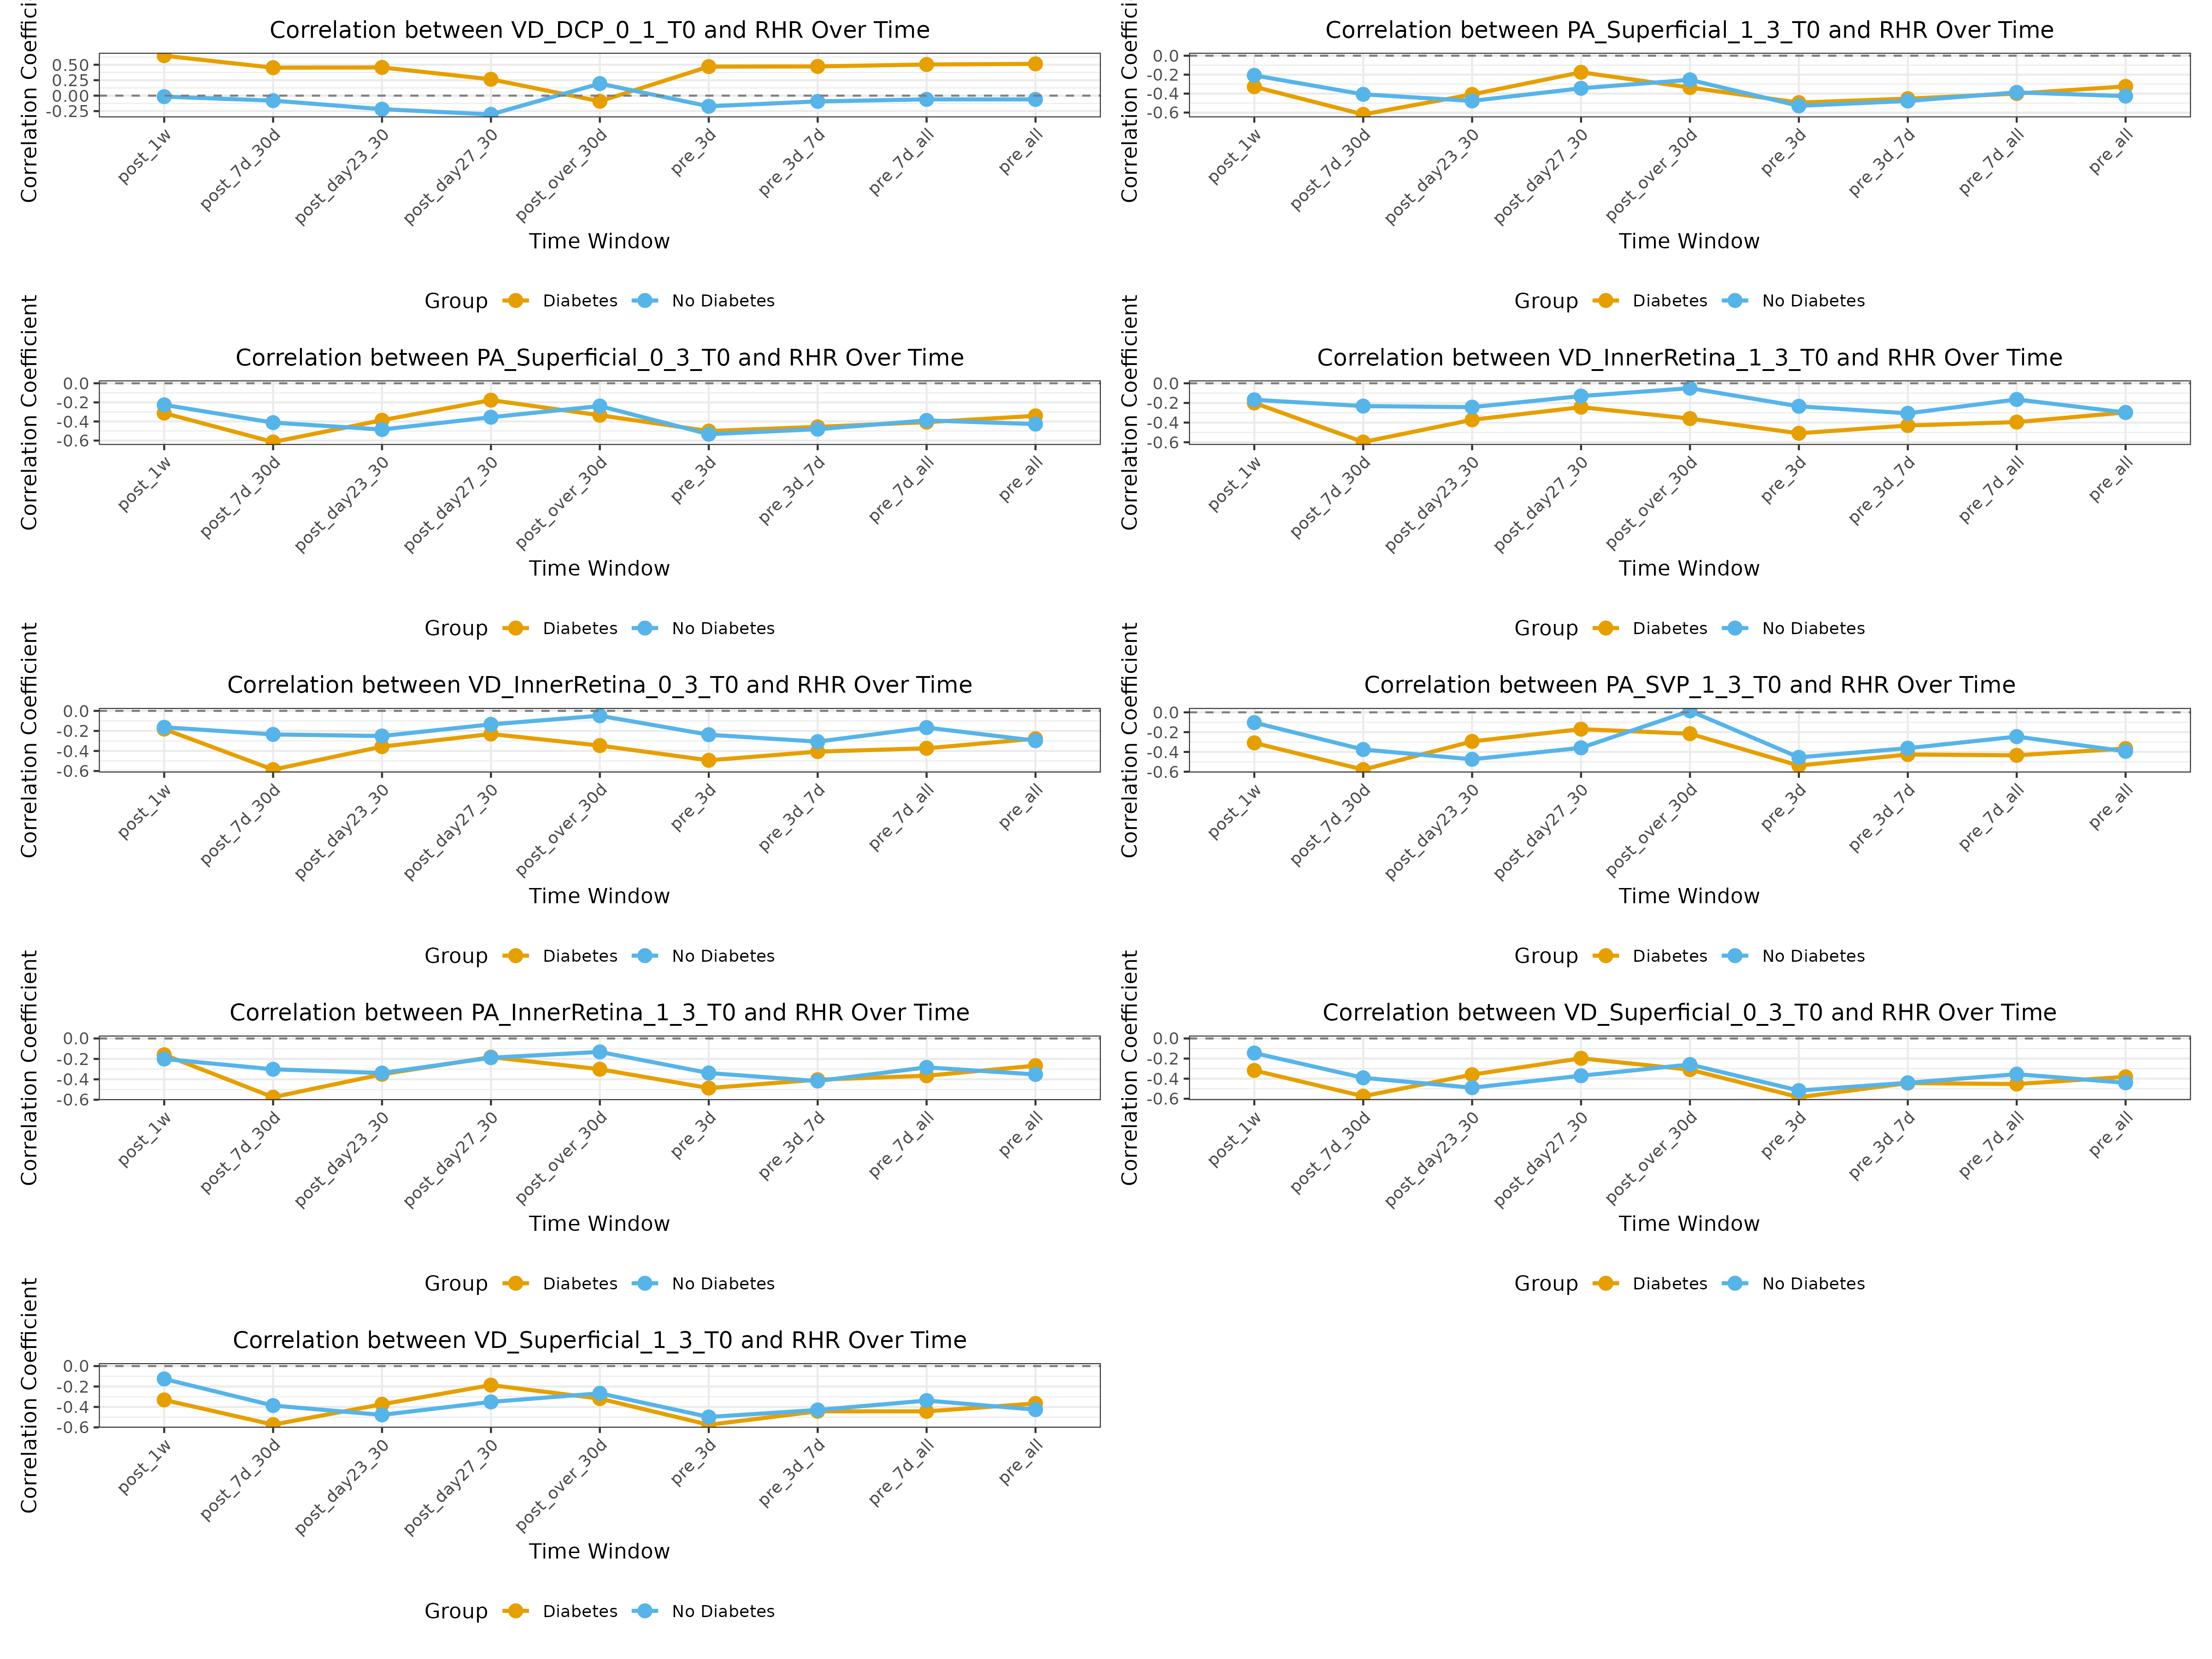 Correlation between VD_DCP_0_1_T0 and RHR Over Time
Correlation
0.50
0.25
0.00
-0.25
post_1w
post_7d_30d
post_day23_30
post_day27_30
post_over_30d
pre_3d
pre_3d_7d
pre_7d_all
pre_all
Time Window
Group Diabetes No Diabetes
Correlation between PA_Superficial_1_3_T0 and RHR Over Time
Correlation
0.0
-0.2
-0.4
-0.6
post_1w
post_7d_30d
post_day23_30
post_day27_30
post_over_30d
pre_3d
pre_3d_7d
pre_7d_all
pre_all
Time Window
Group Diabetes No Diabetes
Correlation between PA_Superficial_0_3_T0 and RHR Over Time
Correlation Coefficient
0.0
-0.2
-0.4
-0.6
post_1w
post_7d_30d
post_day23_30
post_day27_30
post_over_30d
pre_3d
pre_3d_7d
pre_7d_all
pre_all
Time Window
Group Diabetes No Diabetes
Correlation between VD_InnerRetina_1_3_T0 and RHR Over Time
Correlation Coefficient
0.0
-0.2
-0.4
-0.6
post_1w
post_7d_30d
post_day23_30
post_day27_30
post_over_30d
pre_3d
pre_3d_7d
pre_7d_all
pre_all
Time Window
Group Diabetes No Diabetes
Correlation between VD_InnerRetina_0_3_T0 and RHR Over Time
Correlation Coefficient
0.0
-0.2
-0.4
-0.6
post_1w
post_7d_30d
post_day23_30
post_day27_30
post_over_30d
pre_3d
pre_3d_7d
pre_7d_all
pre_all
Time Window
Group Diabetes No Diabetes
Correlation between PA_SVP_1_3_T0 and RHR Over Time
Correlation Coefficient
0.0
-0.2
-0.4
-0.6
post_1w
post_7d_30d
post_day23_30
post_day27_30
post_over_30d
pre_3d
pre_3d_7d
pre_7d_all
pre_all
Time Window
Group Diabetes No Diabetes
Correlation between PA_InnerRetina_1_3_T0 and RHR Over Time
Correlation Coefficient
0.0
-0.2
-0.4
-0.6
post_1w
post_7d_30d
post_day23_30
post_day27_30
post_over_30d
pre_3d
pre_3d_7d
pre_7d_all
pre_all
Time Window
Group Diabetes No Diabetes
Correlation between VD_Superficial_0_3_T0 and RHR Over Time
Correlation Coefficient
0.0
-0.2
-0.4
-0.6
post_1w
post_7d_30d
post_day23_30
post_day27_30
post_over_30d
pre_3d
pre_3d_7d
pre_7d_all
pre_all
Time Window
Group Diabetes No Diabetes
Correlation between VD_Superficial_1_3_T0 and RHR Over Time
Correlation Coefficient
0.0
-0.2
-0.4
-0.6
post_1w
post_7d_30d
post_day23_30
post_day27_30
post_over_30d
pre_3d
pre_3d_7d
pre_7d_all
pre_all
Time Window
Group Diabetes No Diabetes